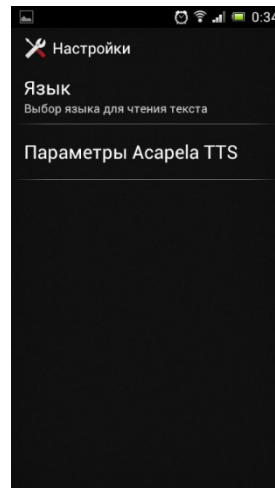 0:34
Настройки
Язык
Выбор языка для чтения текста
Параметры Acapela TTS